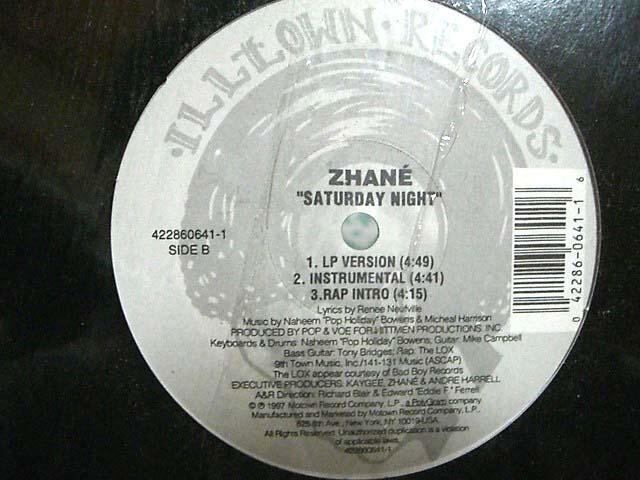 ·ILLTOWN·RECORDS·
ZHANÉ
"SATURDAY NIGHT"
422860641-1
SIDE B
1. LP VERSION (4:49)
2. INSTRUMENTAL (4:41)
3.RAP INTRO (4:15)
Lyrics by Renee Neufville
Music by Naheem "Pop Holiday" Bowens & Micheal Harrison
PRODUCED BY POP & VOE FOR HITTMEN PRODUCTIONS, INC.
Keyboards & Drums: Naheem "Pop Holiday" Bowens; Guitar: Mike Campbell
Bass Guitar: Tony Bridges; Rap: The LOX
9th Town Music, Inc./141-131 Music (ASCAP)
The LOX appear courtesy of Bad Boy Records
EXECUTIVE PRODUCERS: KAYGEE, ZHANÉ & ANDRE HARRELL
A&R Direction: Richard Blair & Edward "Eddie F." Ferrell
© ℗ 1997 Motown Record Company, L.P., a PolyGram company
Manufactured and Marketed by Motown Record Company, L.P.,
825 8th Ave., New York, NY 10019-USA.
All Rights Reserved. Unauthorized duplication is a violation
of applicable laws.
422860641-1
0 42286-0641-1 6